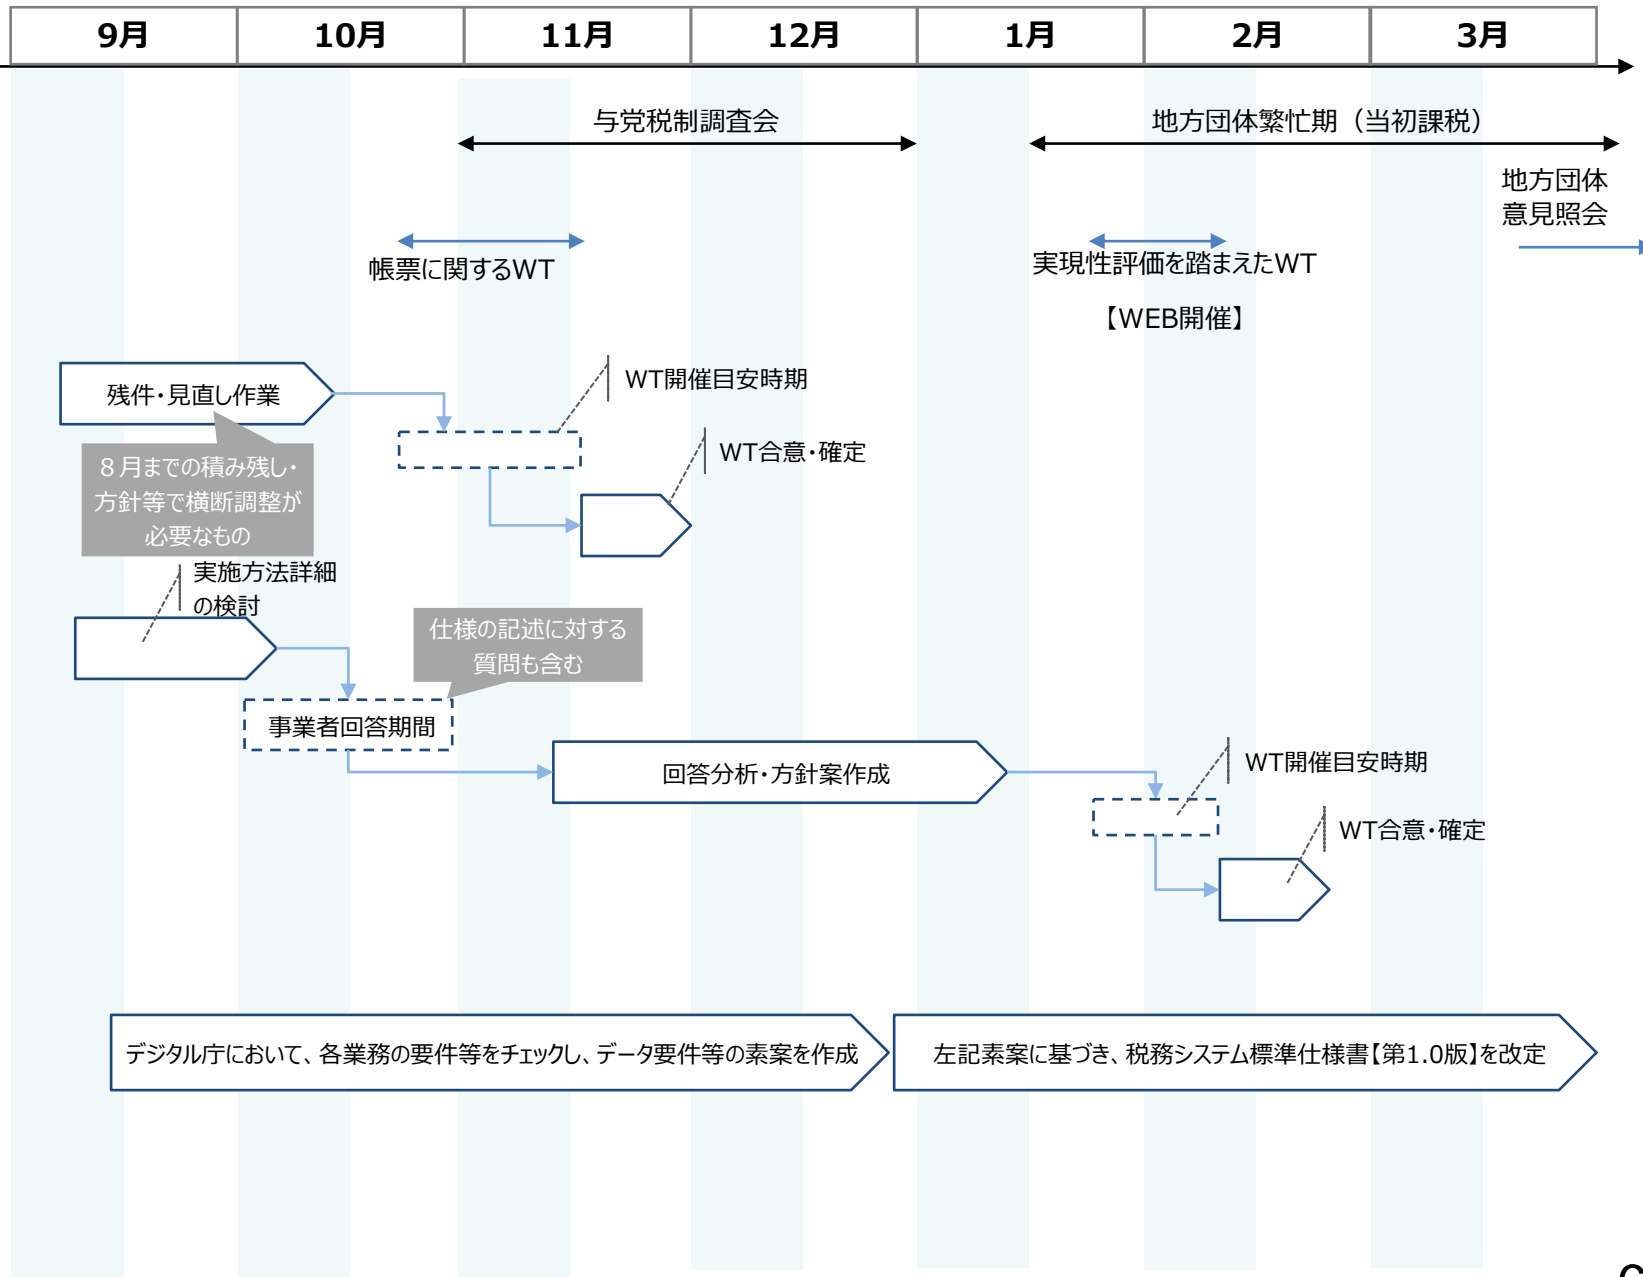 9月 10月 11月 12月 1月 2月 3月
与党税制調査会
地方団体繁忙期（当初課税）
地方団体
意見照会
帳票に関するWT
実現性評価を踏まえたWT
【WEB開催】
残件・見直し作業
WT開催目安時期
WT合意・確定
８月までの積み残し・
方針等で横断調整が
必要なもの
実施方法詳細
の検討
仕様の記述に対する
質問も含む
事業者回答期間
回答分析・方針案作成
WT開催目安時期
WT合意・確定
デジタル庁において、各業務の要件等をチェックし、データ要件等の素案を作成
左記素案に基づき、税務システム標準仕様書【第1.0版】を改定